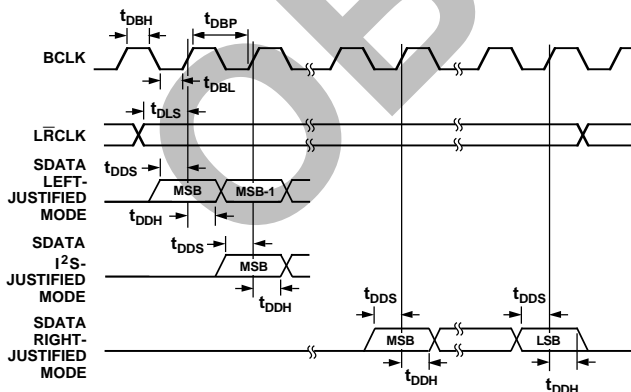 tDBH
tDBP
BCLK
tDBL
tDLS
LRCLK
SDATA
LEFT-
JUSTIFIED
MODE
tDDS
MSB
MSB-1
tDDH
SDATA
I²S-
JUSTIFIED
MODE
tDDS
MSB
tDDH
SDATA
RIGHT-
JUSTIFIED
MODE
tDDS
MSB
tDDH
tDDS
LSB
tDDH